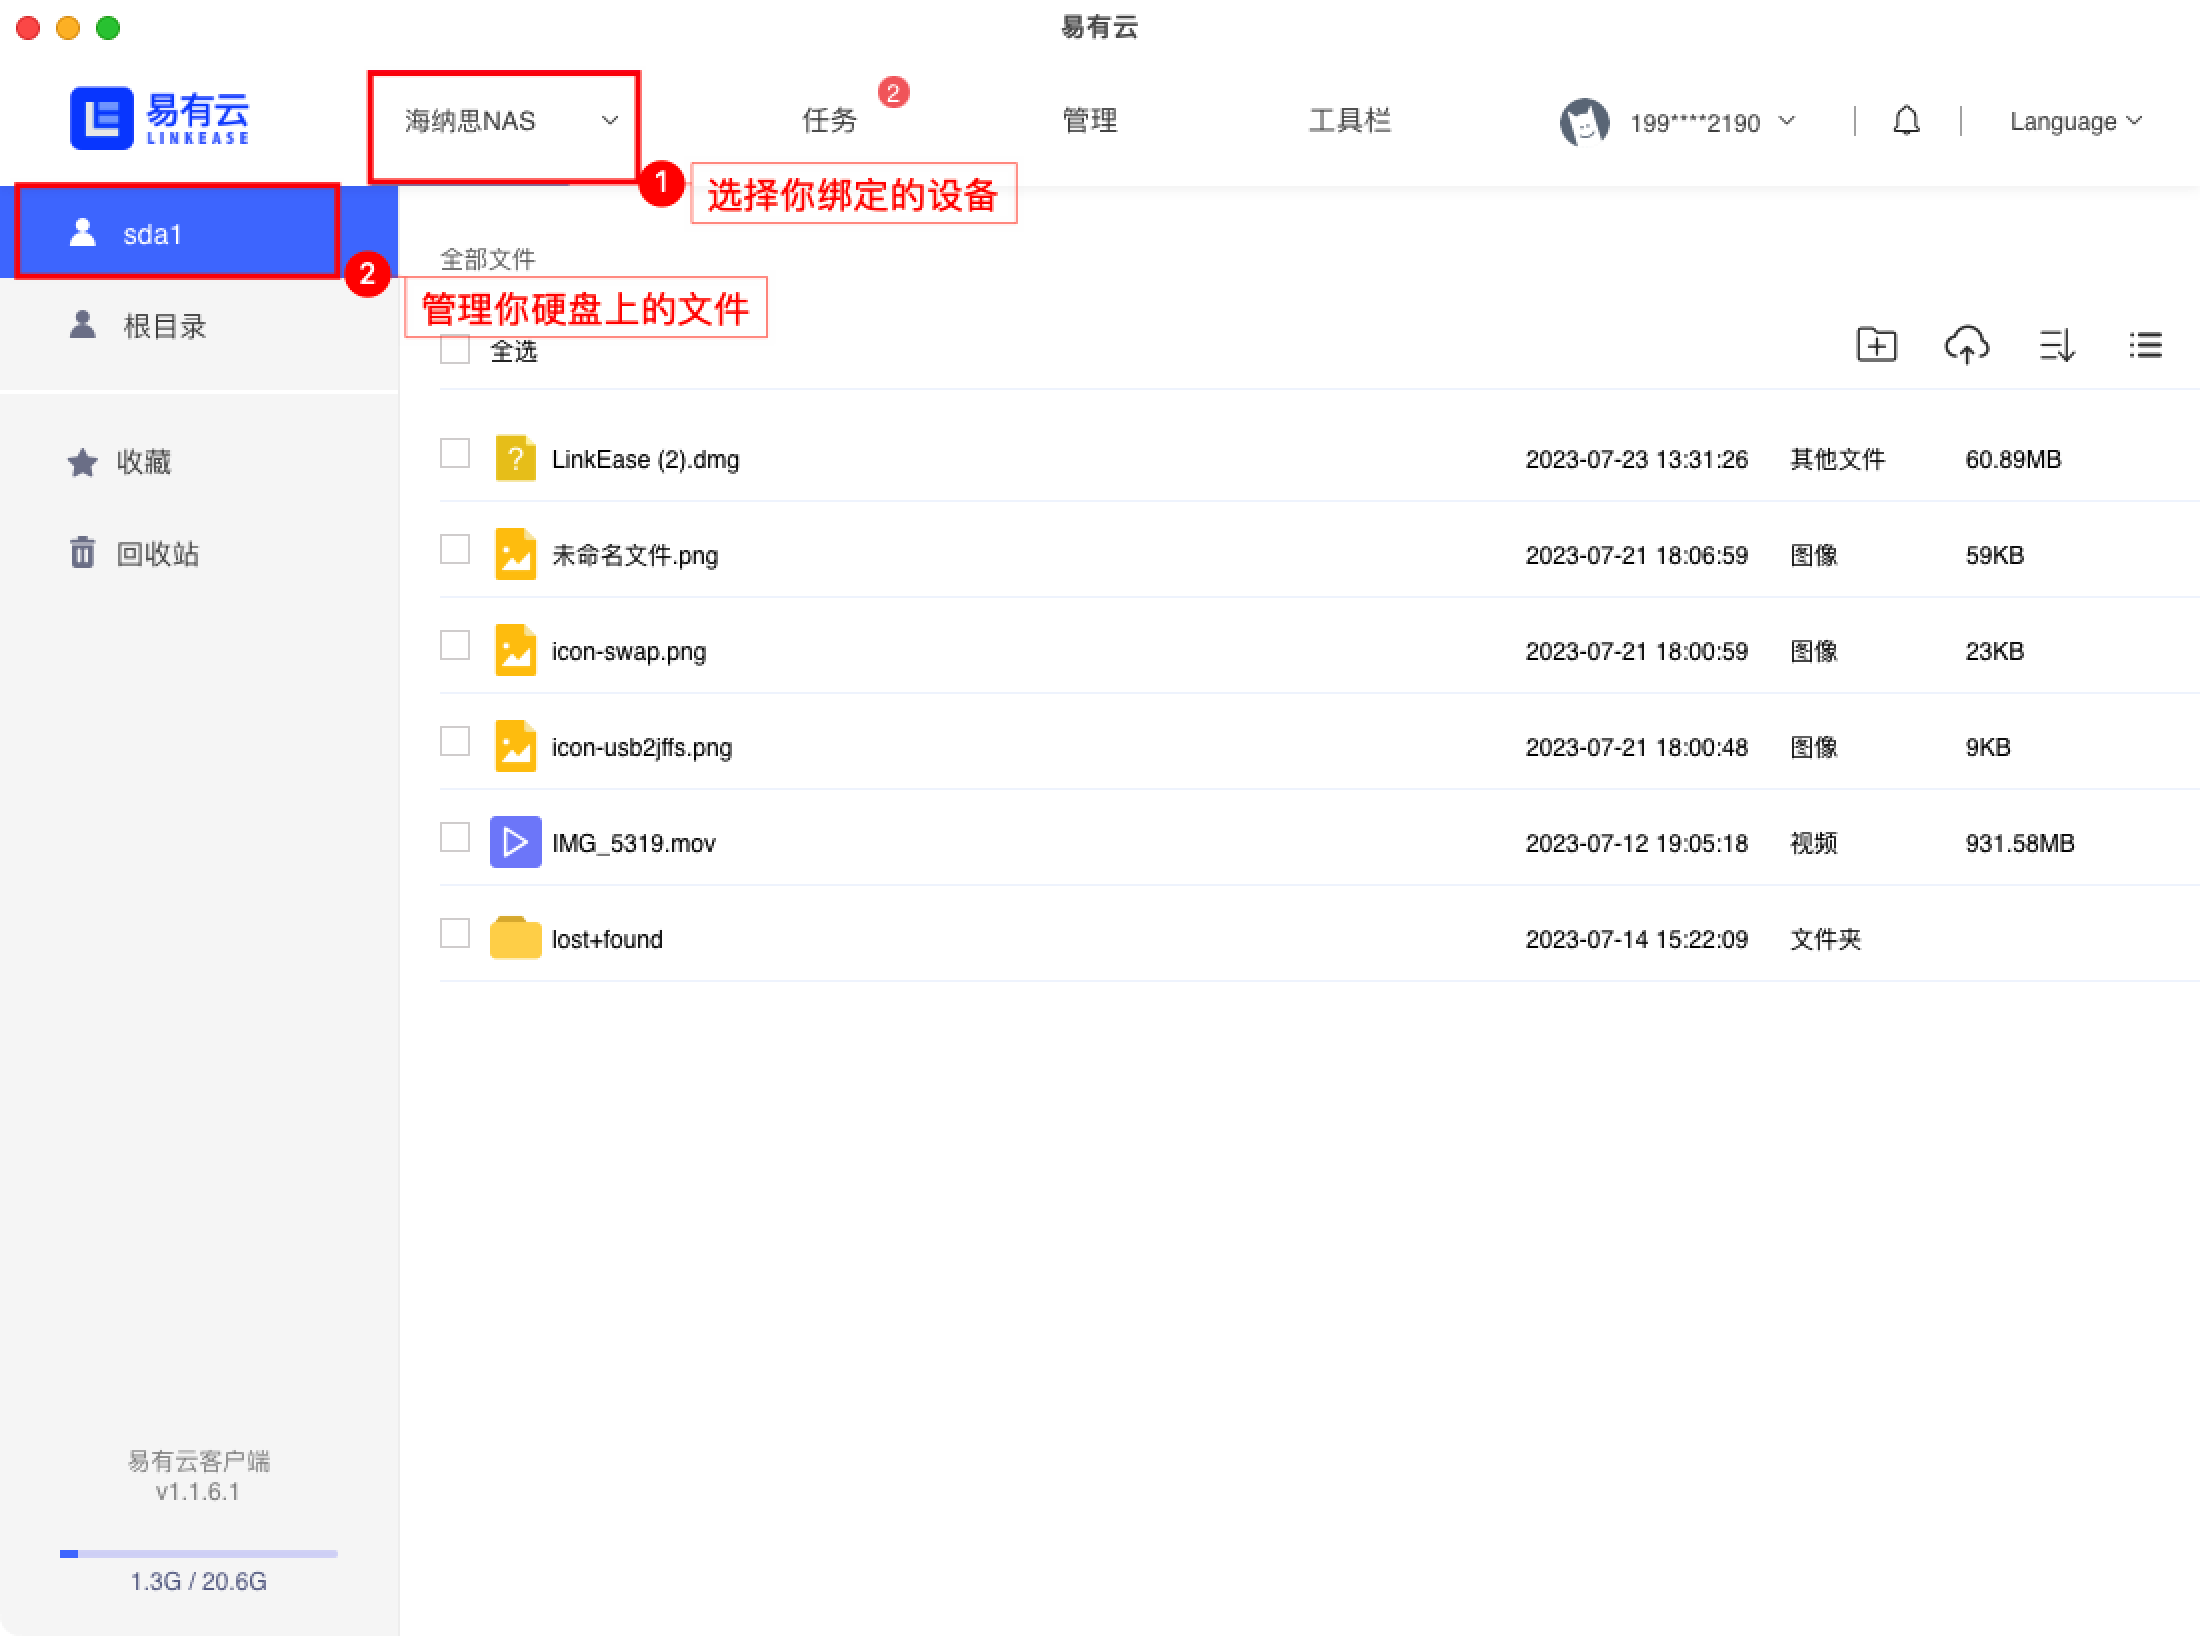 易有云
易有云
LINKEASE
海纳思NAS
任务
2
管理
工具栏
199****2190
Language
1
选择你绑定的设备
sda1
2
全部文件
管理你硬盘上的文件
根目录
全选
收藏
回收站
LinkEase (2).dmg 2023-07-23 13:31:26 其他文件 60.89MB
未命名文件.png 2023-07-21 18:06:59 图像 59KB
icon-swap.png 2023-07-21 18:00:59 图像 23KB
icon-usb2jffs.png 2023-07-21 18:00:48 图像 9KB
IMG_5319.mov 2023-07-12 19:05:18 视频 931.58MB
lost+found 2023-07-14 15:22:09 文件夹
易有云客户端
v1.1.6.1
1.3G / 20.6G